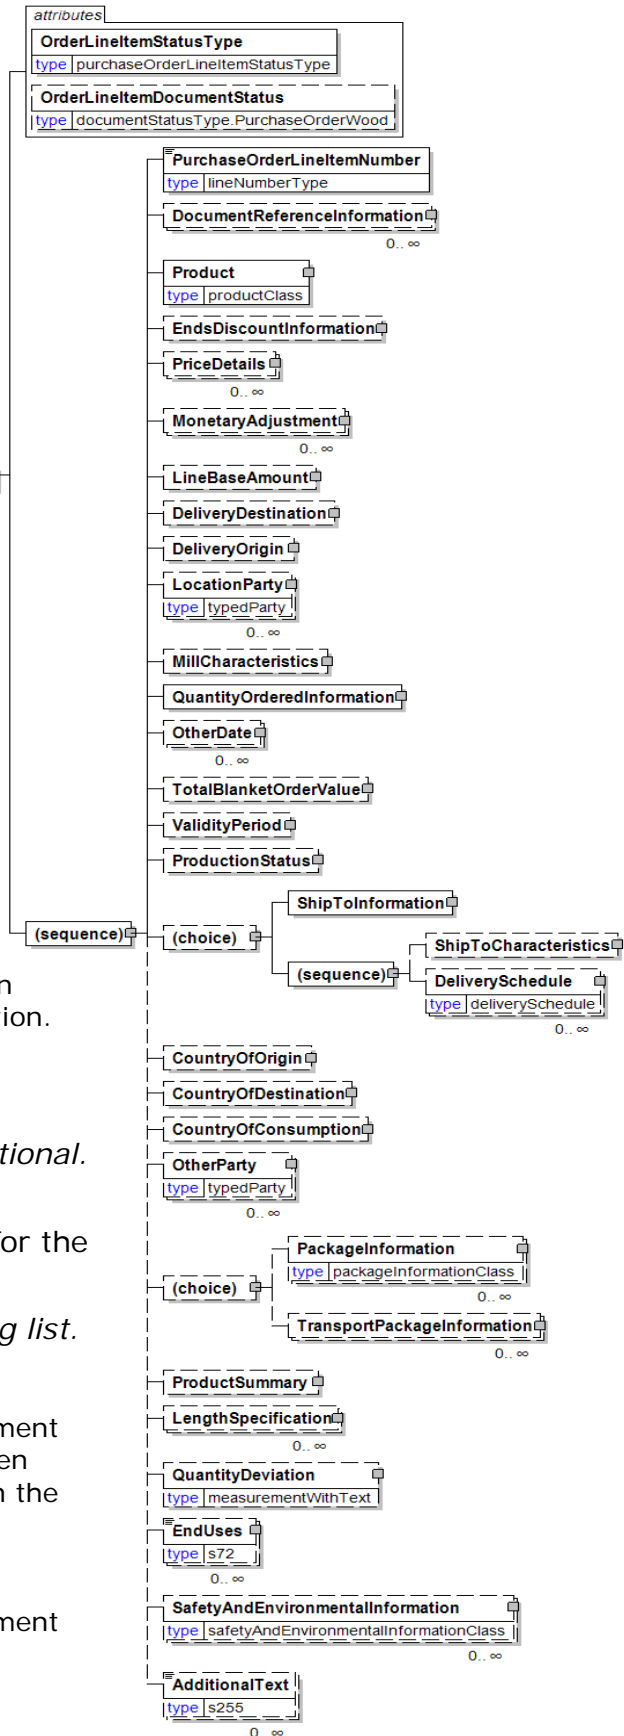 attributes
OrderLineItemStatusType
type purchaseOrderLineItemStatusType
OrderLineItemDocumentStatus
type documentStatusType.PurchaseOrderWood
PurchaseOrderLineItemNumber
type lineNumberType
DocumentReferenceInformation
0.. ∞
Product
type productClass
EndsDiscountInformation
PriceDetails
0.. ∞
MonetaryAdjustment
0.. ∞
LineBaseAmount
DeliveryDestination
DeliveryOrigin
LocationParty
type typedParty
0.. ∞
MillCharacteristics
QuantityOrderedInformation
OtherDate
0.. ∞
TotalBlanketOrderValue
ValidityPeriod
ProductionStatus
(sequence)
(choice)
ShipToInformation
(sequence)
ShipToCharacteristics
DeliverySchedule
type deliverySchedule
0.. ∞
n
tion.
CountryOfOrigin
CountryOfDestination
CountryOfConsumption
tional.
OtherParty
type typedParty
0.. ∞
for the
(choice)
PackageInformation
type packageInformationClass
0.. ∞
TransportPackageInformation
0.. ∞
g list.
ProductSummary
LengthSpecification
0.. ∞
ment
en
n the
QuantityDeviation
type measurementWithText
EndUses
type s72
0.. ∞
SafetyAndEnvironmentalInformation
type safetyAndEnvironmentalInformationClass
0.. ∞
ment
AdditionalText
type s255
0.. ∞